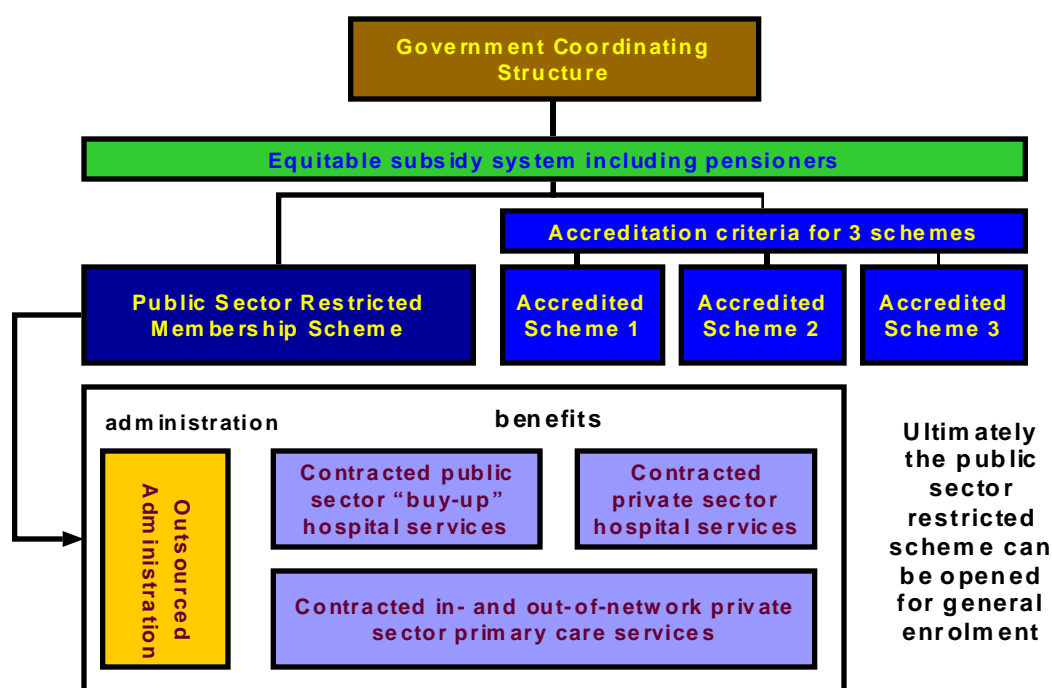 Government Coordinating
Structure
Equitable subsidy system including pensioners
Accreditation criteria for 3 schemes
Public Sector Restricted
Membership Scheme
Accredited
Scheme 1
Accredited
Scheme 2
Accredited
Scheme 3
administration
benefits
Outsourced
Administration
Contracted public
sector “buy-up”
hospital services
Contracted
private sector
hospital services
Contracted in- and out-of-network private
sector primary care services
Ultimately
the public
sector
restricted
scheme can
be opened
for general
enrolment